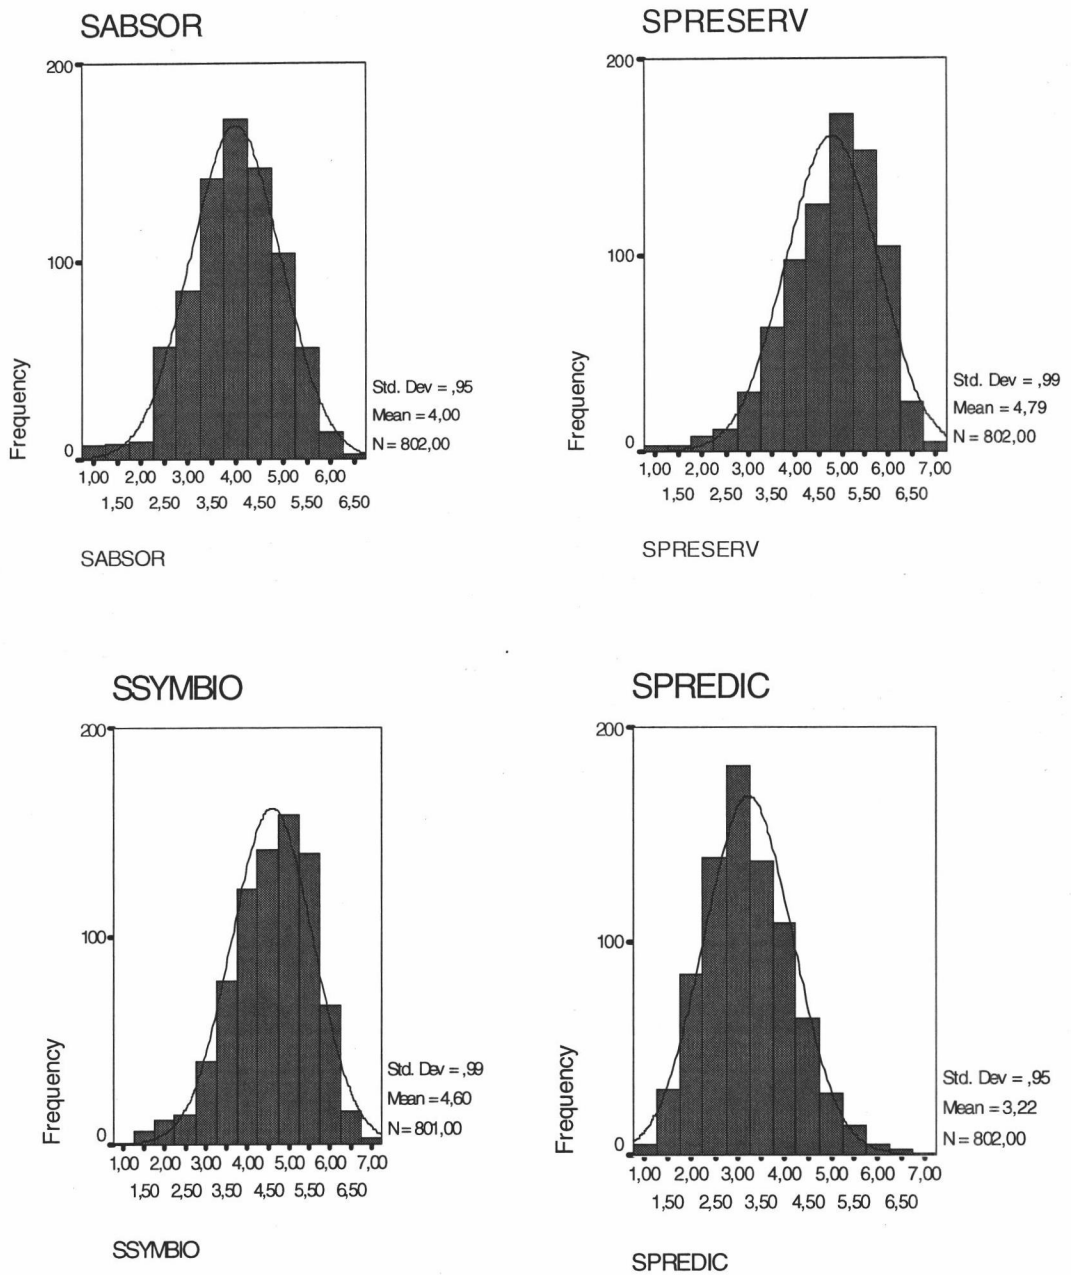 SABSOR
200
100
0
Frequency
Std. Dev = ,95
Mean = 4,00
N = 802,00
1,00 2,00 3,00 4,00 5,00 6,00
1,50 2,50 3,50 4,50 5,50 6,50
SABSOR
SPRESERV
200
100
0
Frequency
Std. Dev = ,99
Mean = 4,79
N = 802,00
1,00 2,00 3,00 4,00 5,00 6,00 7,00
1,50 2,50 3,50 4,50 5,50 6,50
SPRESERV
SSYMBIO
200
100
0
Frequency
Std. Dev = ,99
Mean = 4,60
N = 801,00
1,00 2,00 3,00 4,00 5,00 6,00 7,00
1,50 2,50 3,50 4,50 5,50 6,50
SSYMBIO
SPREDIC
200
100
0
Frequency
Std. Dev = ,95
Mean = 3,22
N = 802,00
1,00 2,00 3,00 4,00 5,00 6,00 7,00
1,50 2,50 3,50 4,50 5,50 6,50
SPREDIC